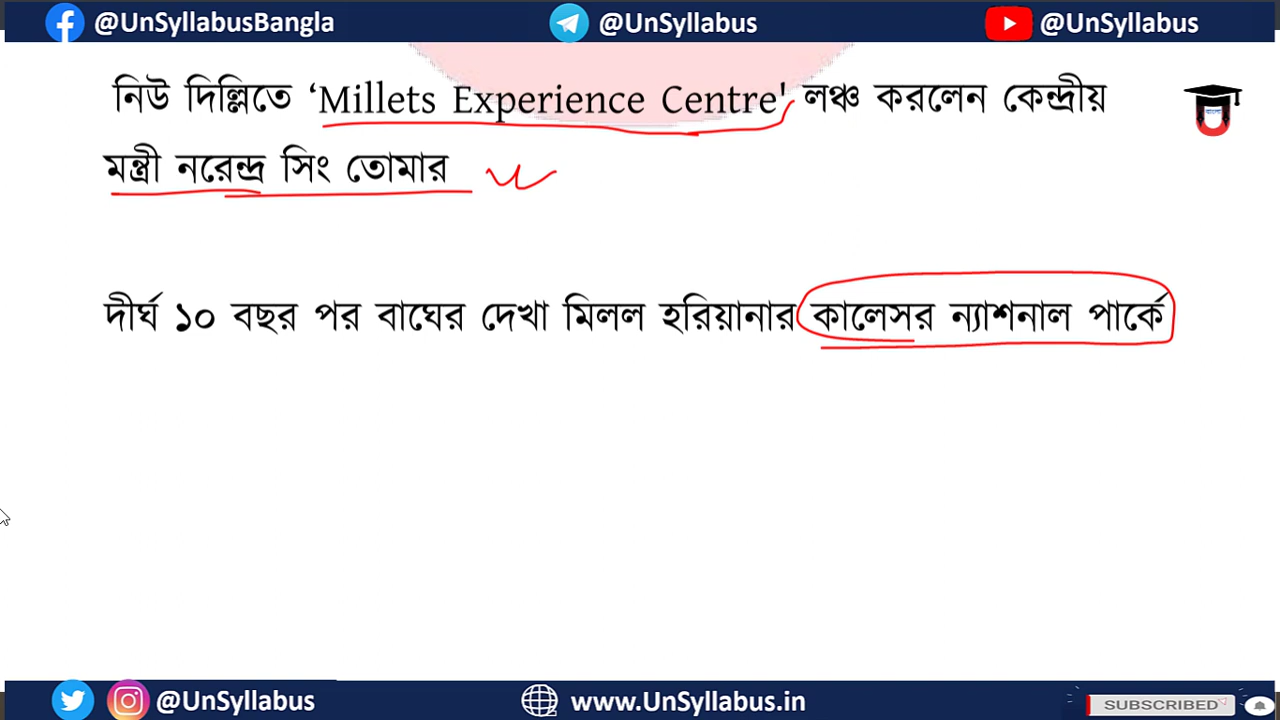 @UnSyllabusBangla @UnSyllabus @UnSyllabus
নিউ দিল্লিতে ‘Millets Experience Centre' লঞ্চ করলেন কেন্দ্রীয়
মন্ত্রী নরেন্দ্র সিং তোমার
দীর্ঘ ১০ বছর পর বাঘের দেখা মিলল হরিয়ানার কালেসর ন্যাশনাল পার্কে
@UnSyllabus www.UnSyllabus.in SUBSCRIBED